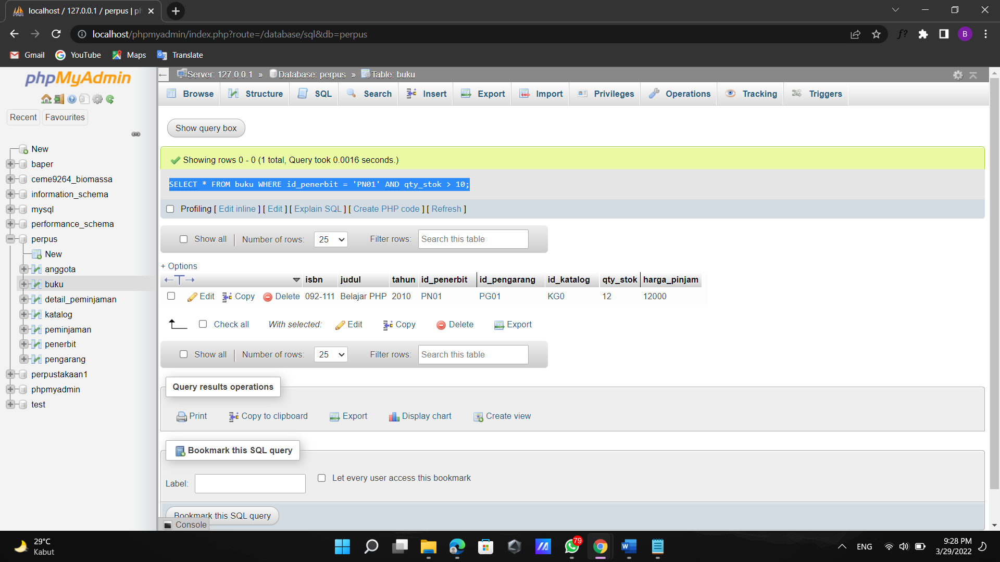 localhost / 127.0.0.1 / perpus | ph
localhost/phpmyadmin/index.php?route=/database/sql&db=perpus
f?
B
Gmail YouTube Maps Translate
phpMyAdmin
Recent Favourites
New
baper
ceme9264_biomassa
information_schema
mysql
performance_schema
perpus
New
anggota
buku
detail_peminjaman
katalog
peminjaman
penerbit
pengarang
perpustakaan1
phpmyadmin
test
Server: 127.0.0.1 » Database: perpus » Table: buku
Browse Structure SQL Search Insert Export Import Privileges Operations Tracking Triggers
Show query box
Showing rows 0 - 0 (1 total, Query took 0.0016 seconds.)
SELECT * FROM buku WHERE id_penerbit = 'PN01' AND qty_stok > 10;
Profiling [ Edit inline ] [ Edit ] [ Explain SQL ] [ Create PHP code ] [ Refresh ]
Show all | Number of rows: 25 Filter rows: Search this table
+ Options
←T→ isbn judul tahun id_penerbit id_pengarang id_katalog qty_stok harga_pinjam
Edit Copy Delete 092-111 Belajar PHP 2010 PN01 PG01 KG0 12 12000
Check all With selected: Edit Copy Delete Export
Show all | Number of rows: 25 Filter rows: Search this table
Query results operations
Print Copy to clipboard Export Display chart Create view
Bookmark this SQL query
Label: Let every user access this bookmark
Bookmark this SQL query
Console
29°C
Kabut
79
W
ENG
9:28 PM
3/29/2022